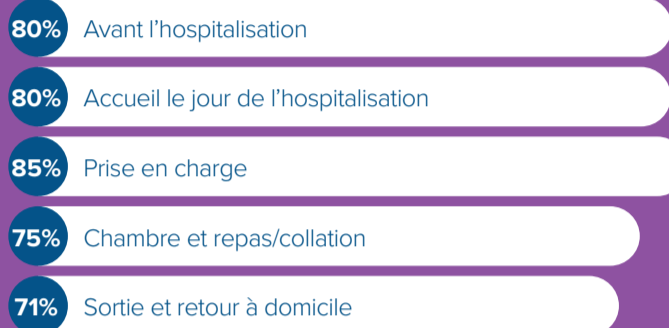 80% Avant l’hospitalisation
80% Accueil le jour de l’hospitalisation
85% Prise en charge
75% Chambre et repas/collation
71% Sortie et retour à domicile